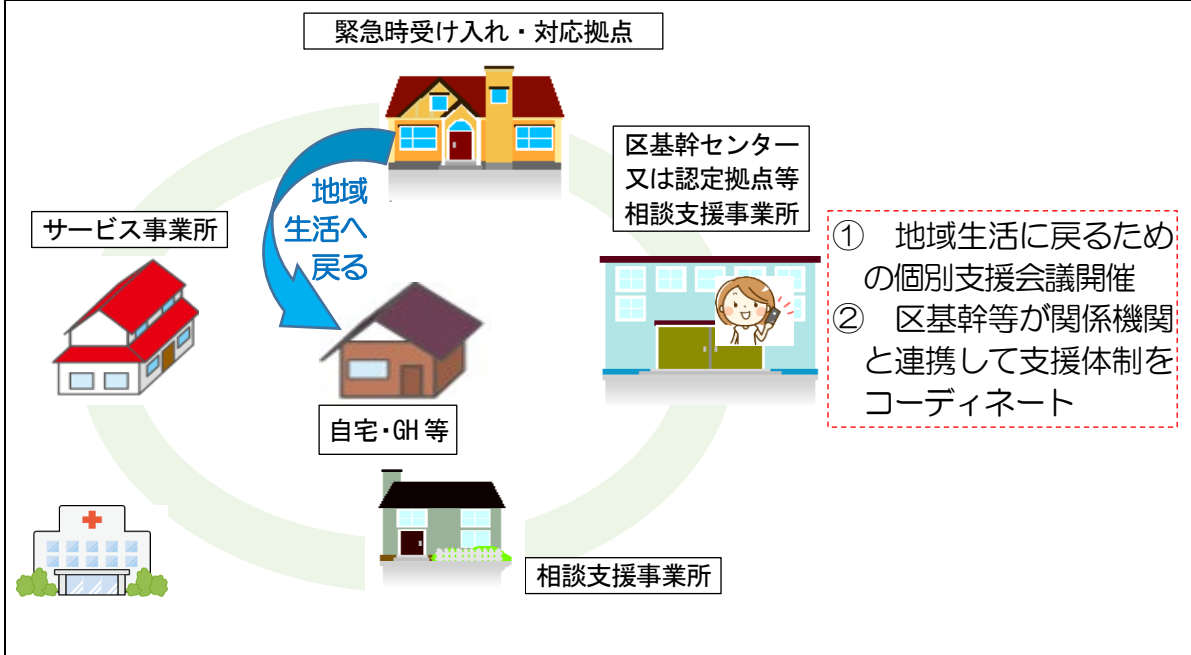 緊急時受け入れ・対応拠点
区基幹センター
又は認定拠点等
相談支援事業所
地域
生活へ
戻る
サービス事業所
① 地域生活に戻るため
の個別支援会議開催
② 区基幹等が関係機関
と連携して支援体制を
コーディネート
自宅・GH 等
相談支援事業所